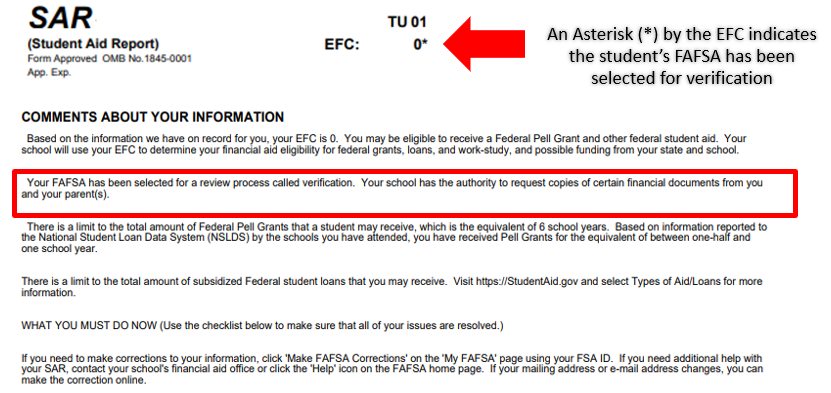 SAR
TU 01
(Student Aid Report)
EFC: 0*
Form Approved OMB No.1845-0001
App. Exp.
An Asterisk (*) by the EFC indicates
the student's FAFSA has been
selected for verification
COMMENTS ABOUT YOUR INFORMATION
Based on the information we have on record for you, your EFC is 0. You may be eligible to receive a Federal Pell Grant and other federal student aid. Your
school will use your EFC to determine your financial aid eligibility for federal grants, loans, and work-study, and possible funding from your state and school.
Your FAFSA has been selected for a review process called verification. Your school has the authority to request copies of certain financial documents from you
and your parent(s).
There is a limit to the total amount of Federal Pell Grants that a student may receive, which is the equivalent of 6 school years. Based on information reported to
the National Student Loan Data System (NSLDS) by the schools you have attended, you have received Pell Grants for the equivalent of between one-half and
one school year.
There is a limit to the total amount of subsidized Federal student loans that you may receive. Visit https://StudentAid.gov and select Types of Aid/Loans for more
information.
WHAT YOU MUST DO NOW (Use the checklist below to make sure that all of your issues are resolved.)
If you need to make corrections to your information, click 'Make FAFSA Corrections' on the 'My FAFSA' page using your FSA ID. If you need additional help with
your SAR, contact your school's financial aid office or click the 'Help' icon on the FAFSA home page. If your mailing address or e-mail address changes, you can
make the correction online.